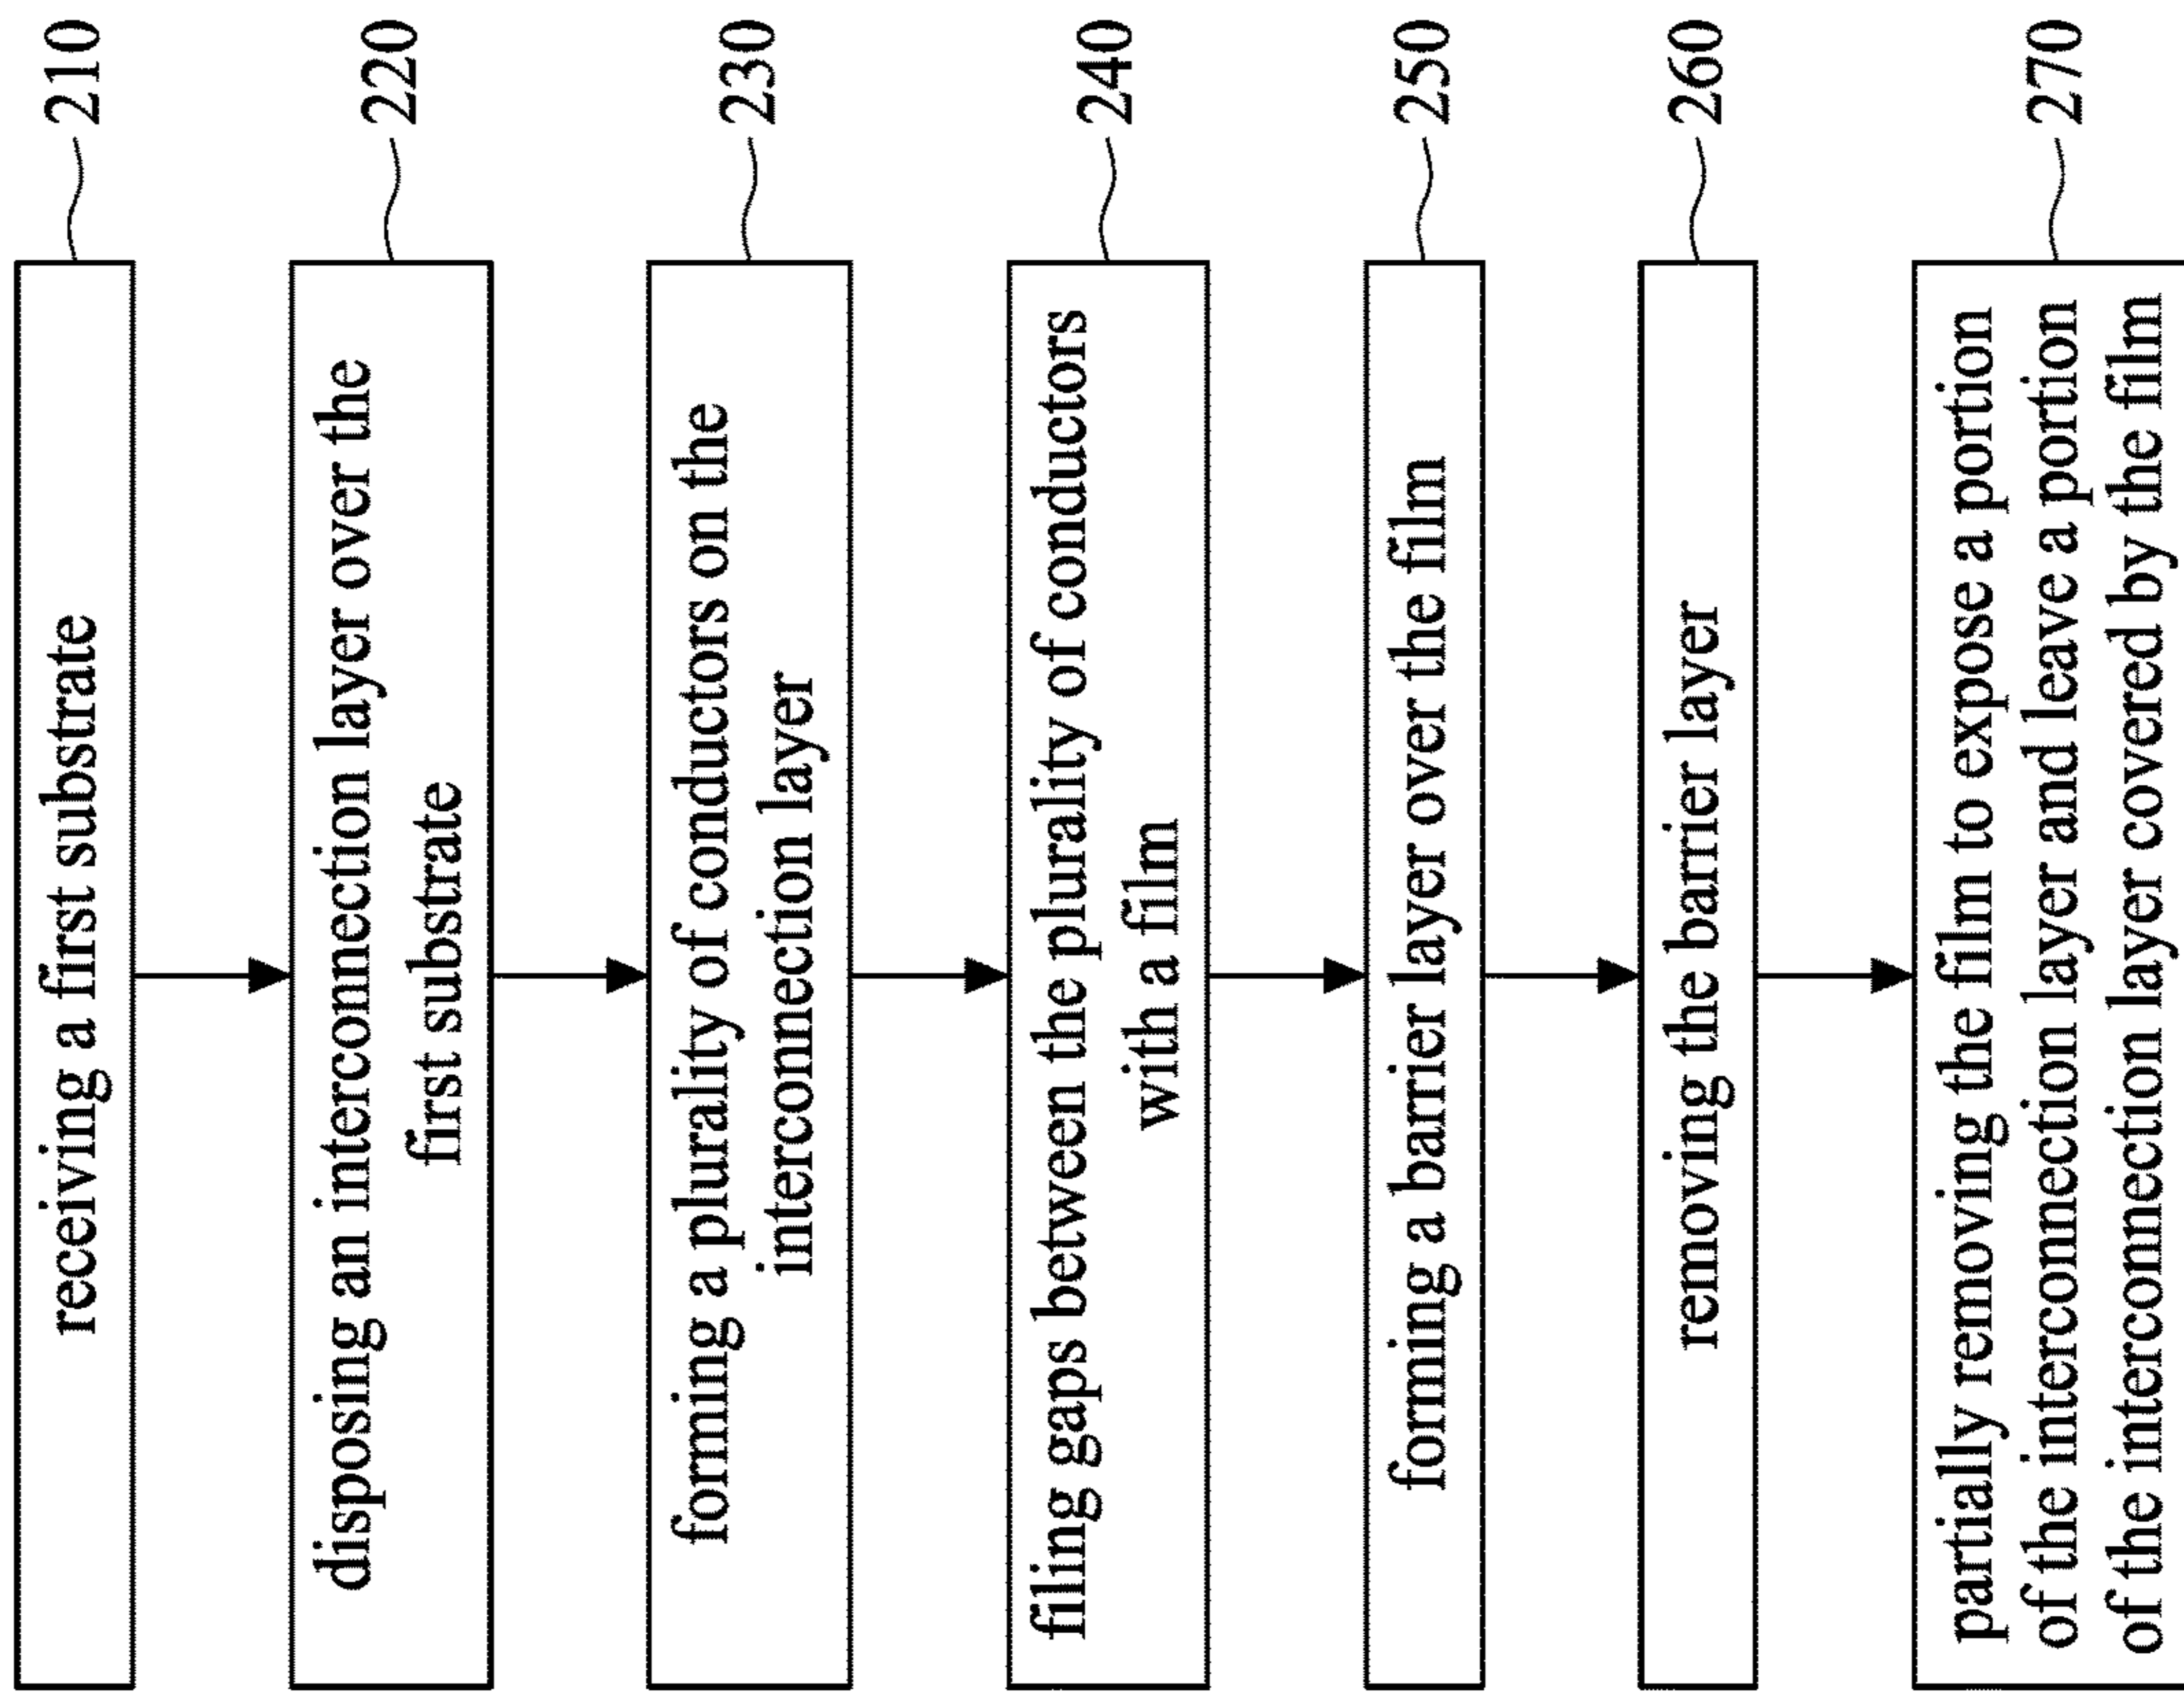 receiving a first substrate
210
disposing an interconnection layer over the
first substrate
220
forming a plurality of conductors on the
interconnection layer
230
filing gaps between the plurality of conductors
with a film
240
forming a barrier layer over the film
250
removing the barrier layer
260
partially removing the film to expose a portion
of the interconnection layer and leave a portion
of the interconnection layer covered by the film
270